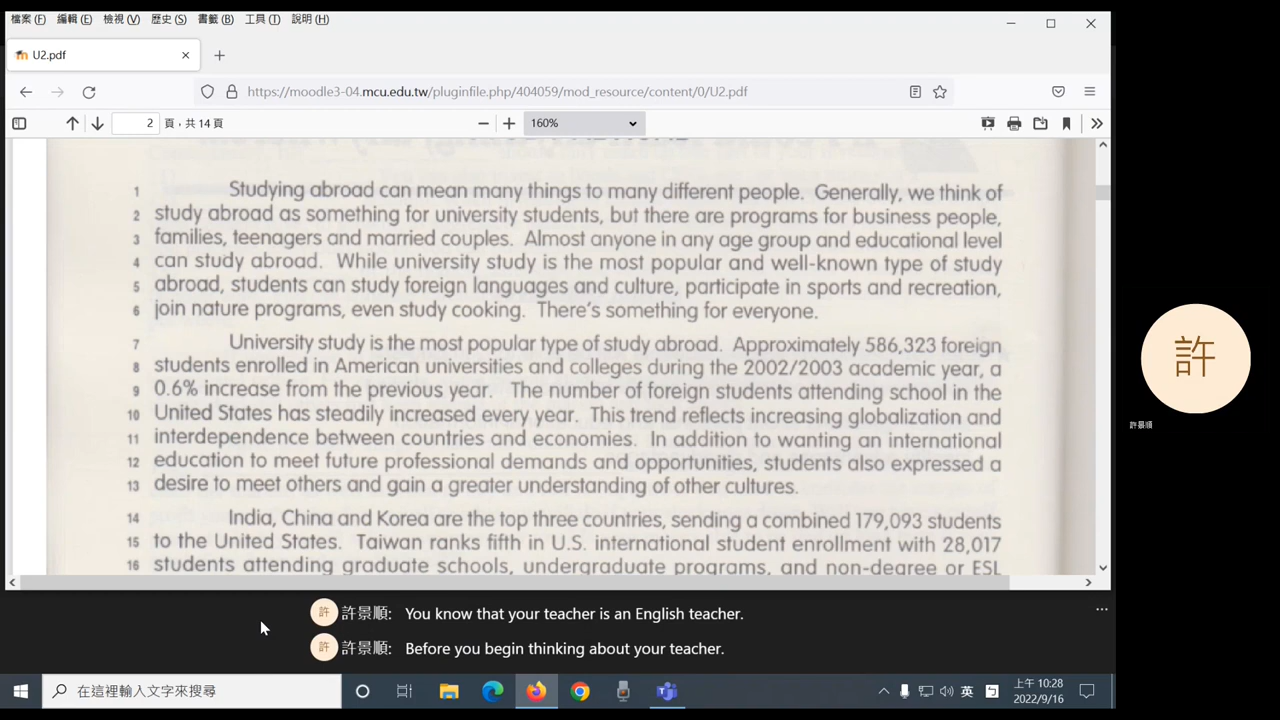 檔案(F) 編輯(E) 檢視(V) 歷史(S) 書籤(B) 工具(T) 說明(H)
U2.pdf
https://moodle3-04.mcu.edu.tw/pluginfile.php/404059/mod_resource/content/0/U2.pdf
2 頁，共 14 頁
160%
1 Studying abroad can mean many things to many different people. Generally, we think of
2 study abroad as something for university students, but there are programs for business people,
3 families, teenagers and married couples. Almost anyone in any age group and educational level
4 can study abroad. While university study is the most popular and well-known type of study
5 abroad, students can study foreign languages and culture, participate in sports and recreation,
6 join nature programs, even study cooking. There's something for everyone.
7 University study is the most popular type of study abroad. Approximately 586,323 foreign
8 students enrolled in American universities and colleges during the 2002/2003 academic year, a
9 0.6% increase from the previous year. The number of foreign students attending school in the
10 United States has steadily increased every year. This trend reflects increasing globalization and
11 interdependence between countries and economies. In addition to wanting an international
12 education to meet future professional demands and opportunities, students also expressed a
13 desire to meet others and gain a greater understanding of other cultures.
14 India, China and Korea are the top three countries, sending a combined 179,093 students
15 to the United States. Taiwan ranks fifth in U.S. international student enrollment with 28,017
16 students attending graduate schools, undergraduate programs, and non-degree or ESL
許
許景順
許 許景順: You know that your teacher is an English teacher.
許 許景順: Before you begin thinking about your teacher.
在這裡輸入文字來搜尋
英
上午 10:28
2022/9/16